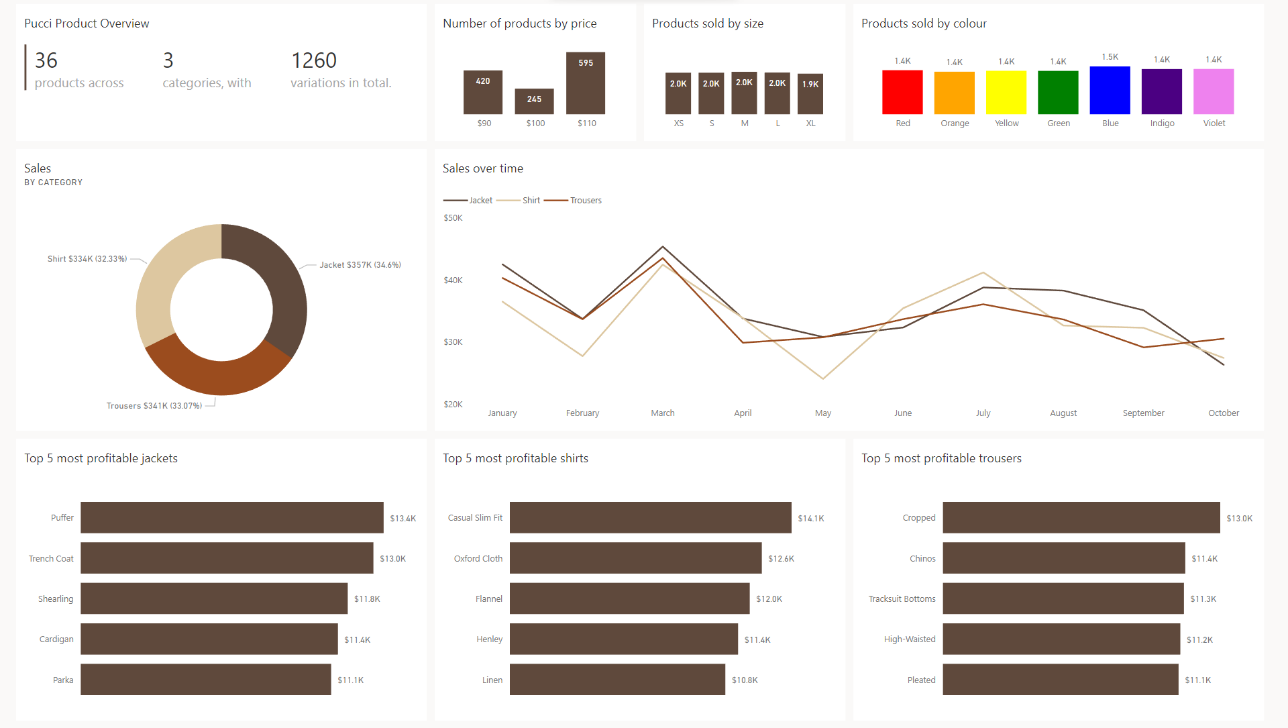 Pucci Product Overview
36
products across
3
categories, with
1260
variations in total.
Number of products by price
420
245
595
$90
$100
$110
Products sold by size
2.0K
2.0K
2.0K
2.0K
1.9K
XS
S
M
L
XL
Products sold by colour
1.4K
1.4K
1.4K
1.4K
1.5K
1.4K
1.4K
Red
Orange
Yellow
Green
Blue
Indigo
Violet
Sales
BY CATEGORY
Shirt $334K (32.33%)
Jacket $357K (34.6%)
Trousers $341K (33.07%)
Sales over time
Jacket
Shirt
Trousers
$50K
$40K
$30K
$20K
January
February
March
April
May
June
July
August
September
October
Top 5 most profitable jackets
Puffer
$13.4K
Trench Coat
$13.0K
Shearling
$11.8K
Cardigan
$11.4K
Parka
$11.1K
Top 5 most profitable shirts
Casual Slim Fit
$14.1K
Oxford Cloth
$12.6K
Flannel
$12.0K
Henley
$11.4K
Linen
$10.8K
Top 5 most profitable trousers
Cropped
$13.0K
Chinos
$11.4K
Tracksuit Bottoms
$11.3K
High-Waisted
$11.2K
Pleated
$11.1K